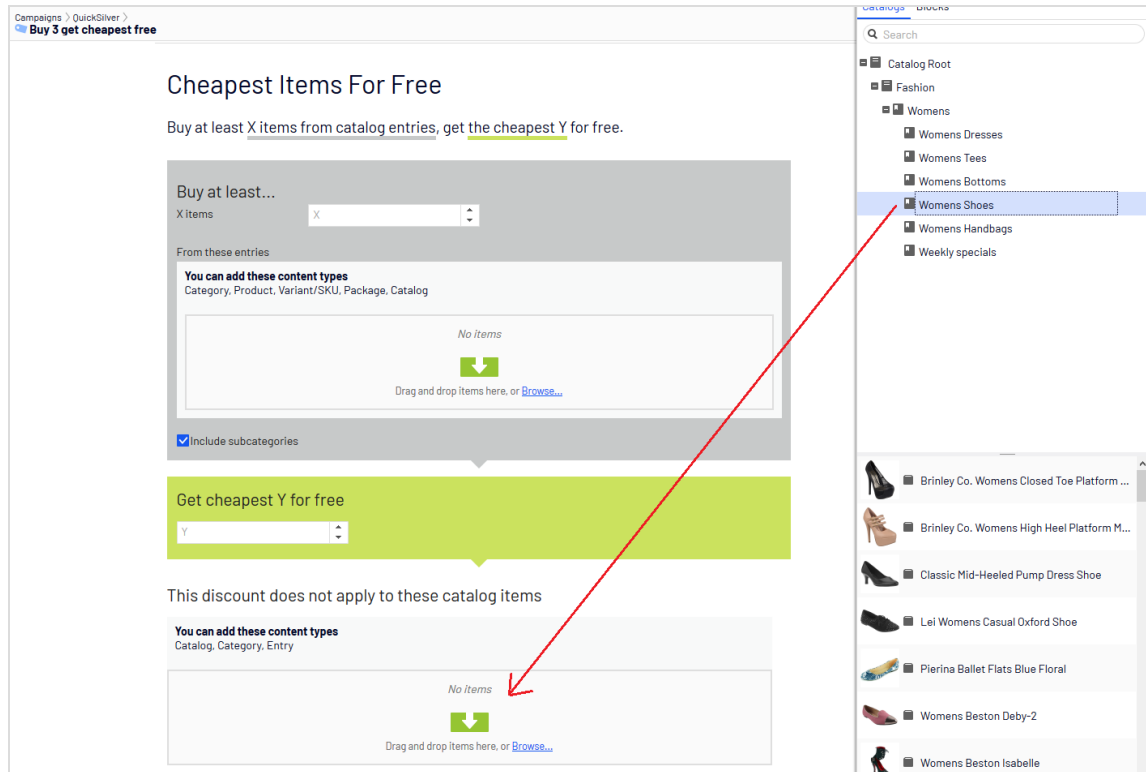 Campaigns > QuickSilver >
Buy 3 get cheapest free
Cheapest Items For Free
Buy at least X items from catalog entries, get the cheapest Y for free.
Buy at least...
X items
X
From these entries
You can add these content types
Category, Product, Variant/SKU, Package, Catalog
No items
Drag and drop items here, or Browse...
Include subcategories
Get cheapest Y for free
Y
This discount does not apply to these catalog items
You can add these content types
Catalog, Category, Entry
No items
Drag and drop items here, or Browse...
Catalogs Blocks
Search
Catalog Root
Fashion
Womens
Womens Dresses
Womens Tees
Womens Bottoms
Womens Shoes
Womens Handbags
Weekly specials
Brinley Co. Womens Closed Toe Platform ...
Brinley Co. Womens High Heel Platform M...
Classic Mid-Heeled Pump Dress Shoe
Lei Womens Casual Oxford Shoe
Pierina Ballet Flats Blue Floral
Womens Beston Deby-2
Womens Beston Isabelle